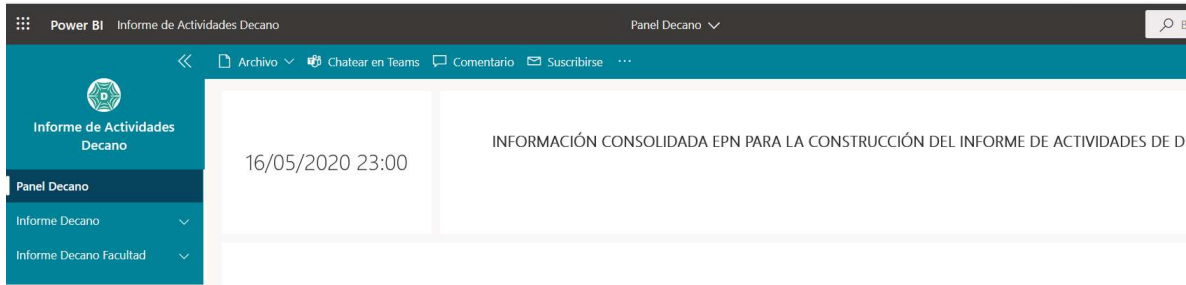 Power BI Informe de Actividades Decano Panel Decano
Archivo Chatear en Teams Comentario Suscribirse ...
D
Informe de Actividades
Decano
INFORMACIÓN CONSOLIDADA EPN PARA LA CONSTRUCCIÓN DEL INFORME DE ACTIVIDADES DE D
16/05/2020 23:00
Panel Decano
Informe Decano
Informe Decano Facultad